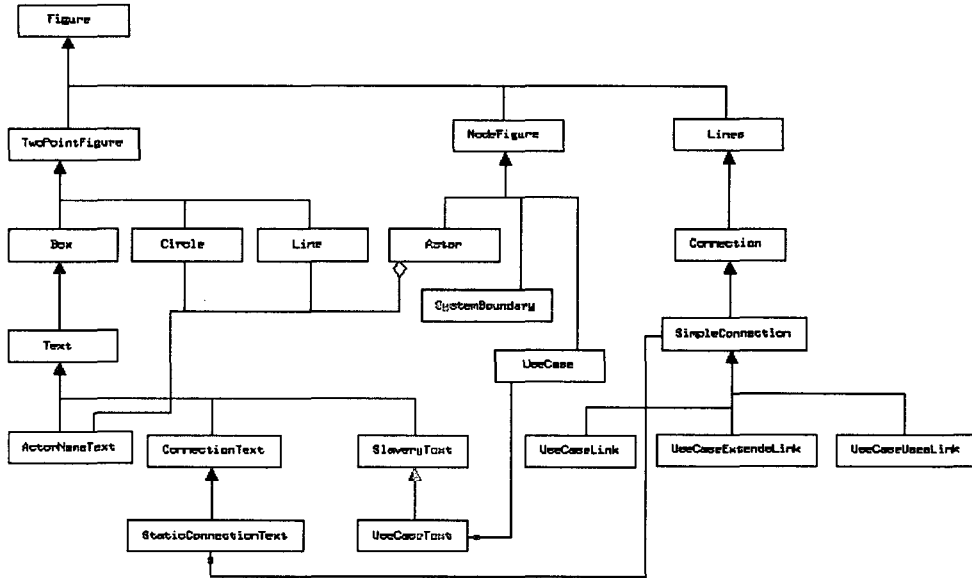 Figure
TwoPointFigure
NodeFigure
Lines
Box
Circle
Line
Actor
Connection
SystemBoundary
Text
SimpleConnection
UseCase
ActorNameText
ConnectionText
SlaveryText
UseCaseLink
UseCaseExtendsLink
UseCaseUsesLink
StaticConnectionText
UseCaseText